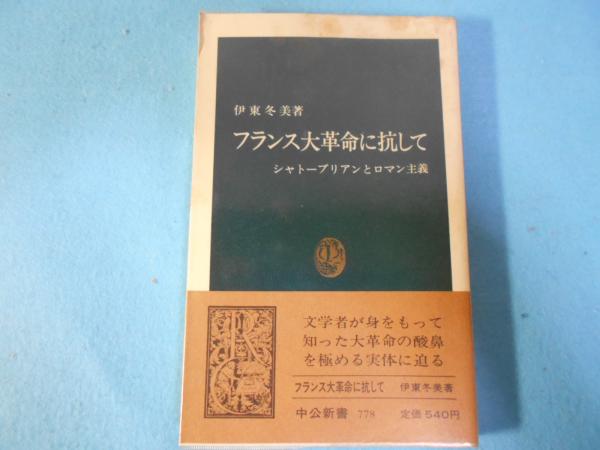 伊東冬美著
フランス大革命に抗して
シャトーブリアンとロマン主義
文学者が身をもって
知った大革命の酸鼻
を極める実体に迫る
フランス大革命に抗して 伊東冬美著
中公新書 778 定価 540円
R
C